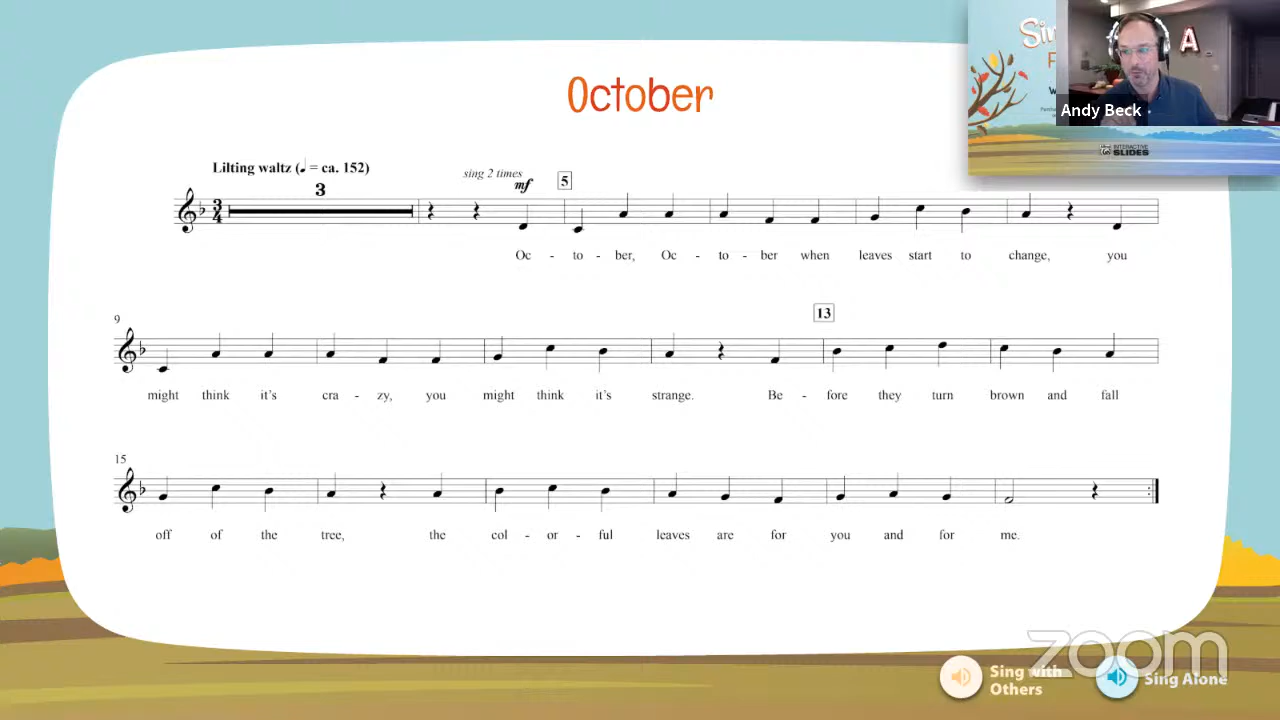 October
Sin
F
W
A
Andy Beck
INTERACTIVE
SLIDES
Lilting waltz (♩ = ca. 152)
3
sing 2 times
mf
5
3
4
Oc - to - ber, Oc - to - ber when leaves start to change, you
9
13
might think it's cra - zy, you might think it's strange. Be - fore they turn brown and fall
15
off of the tree, the col - or - ful leaves are for you and for me.
zoom
Sing with
Others
Sing Alone